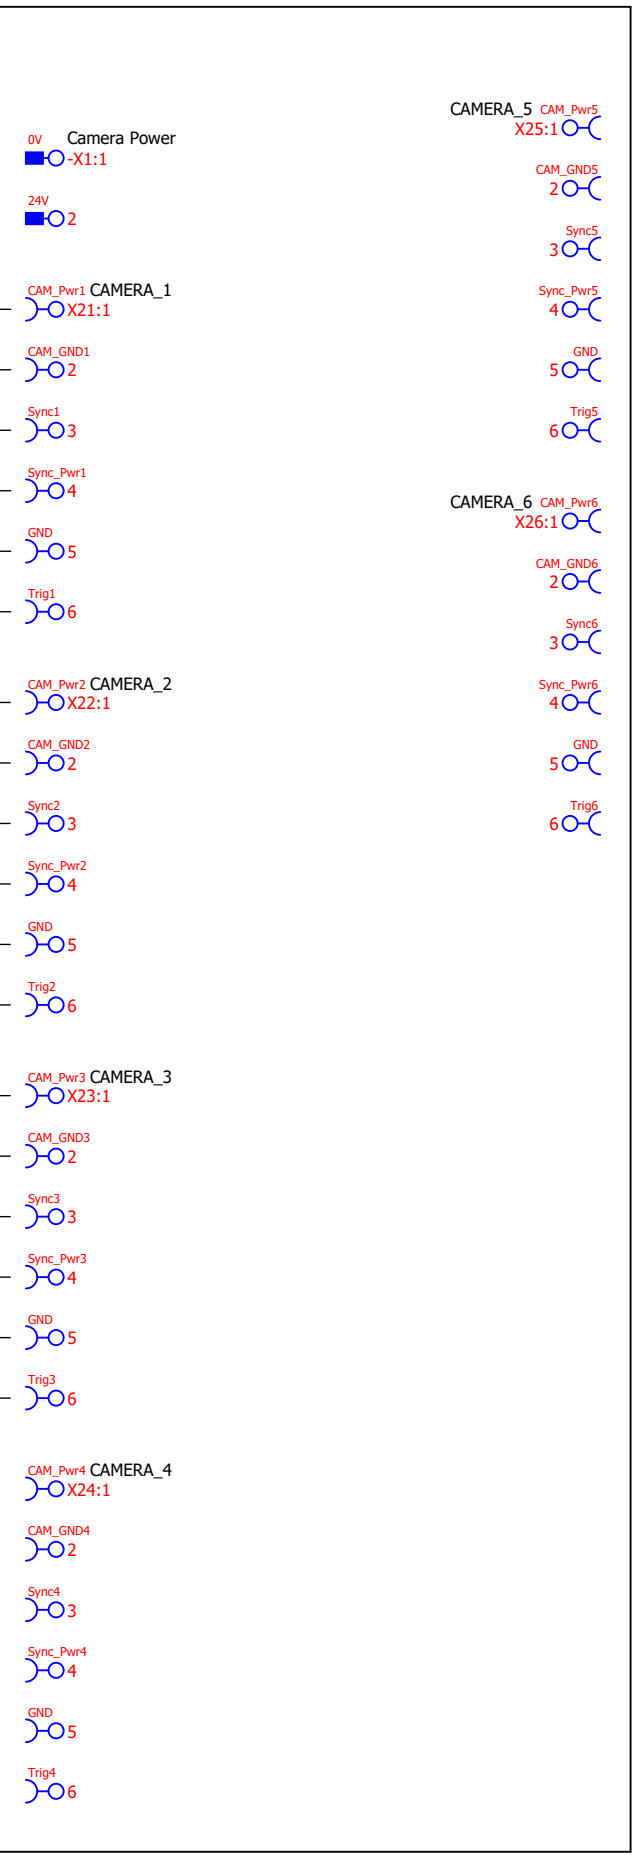 0V Camera Power
-X1:1
24V
2
CAM_Pwr1 CAMERA_1
X21:1
CAM_GND1
2
Sync1
3
Sync_Pwr1
4
GND
5
Trig1
6
CAM_Pwr2 CAMERA_2
X22:1
CAM_GND2
2
Sync2
3
Sync_Pwr2
4
GND
5
Trig2
6
CAM_Pwr3 CAMERA_3
X23:1
CAM_GND3
2
Sync3
3
Sync_Pwr3
4
GND
5
Trig3
6
CAM_Pwr4 CAMERA_4
X24:1
CAM_GND4
2
Sync4
3
Sync_Pwr4
4
GND
5
Trig4
6
CAMERA_5 CAM_Pwr5
X25:1
CAM_GND5
2
Sync5
3
Sync_Pwr5
4
GND
5
Trig5
6
CAMERA_6 CAM_Pwr6
X26:1
CAM_GND6
2
Sync6
3
Sync_Pwr6
4
GND
5
Trig6
6